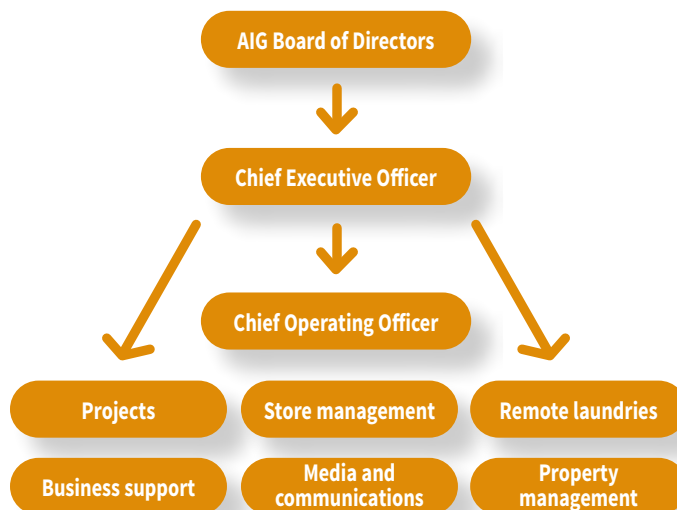 AIG Board of Directors
Chief Executive Officer
Chief Operating Officer
Projects
Store management
Remote laundries
Business support
Media and
communications
Property
management